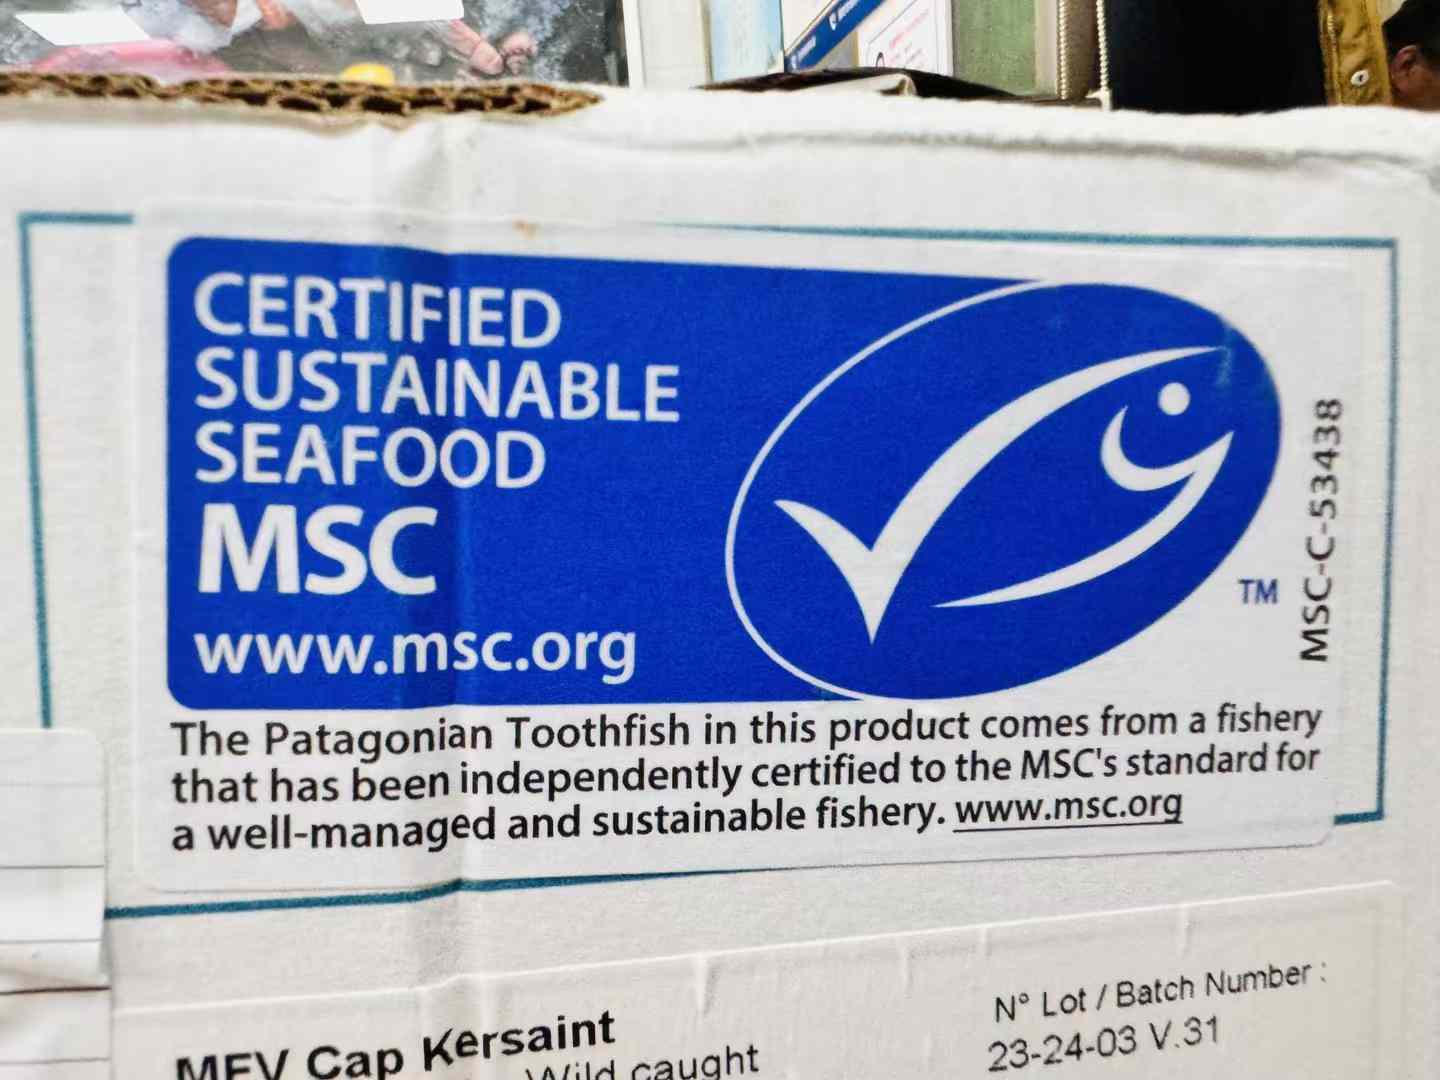 CERTIFIED
SUSTAINABLE
SEAFOOD
MSC
www.msc.org
TM
MSC-C-53438
The Patagonian Toothfish in this product comes from a fishery
that has been independently certified to the MSC's standard for
a well-managed and sustainable fishery. www.msc.org
N° Lot / Batch Number :
23-24-03 V.31
MFV Cap Kersaint
Wild caught